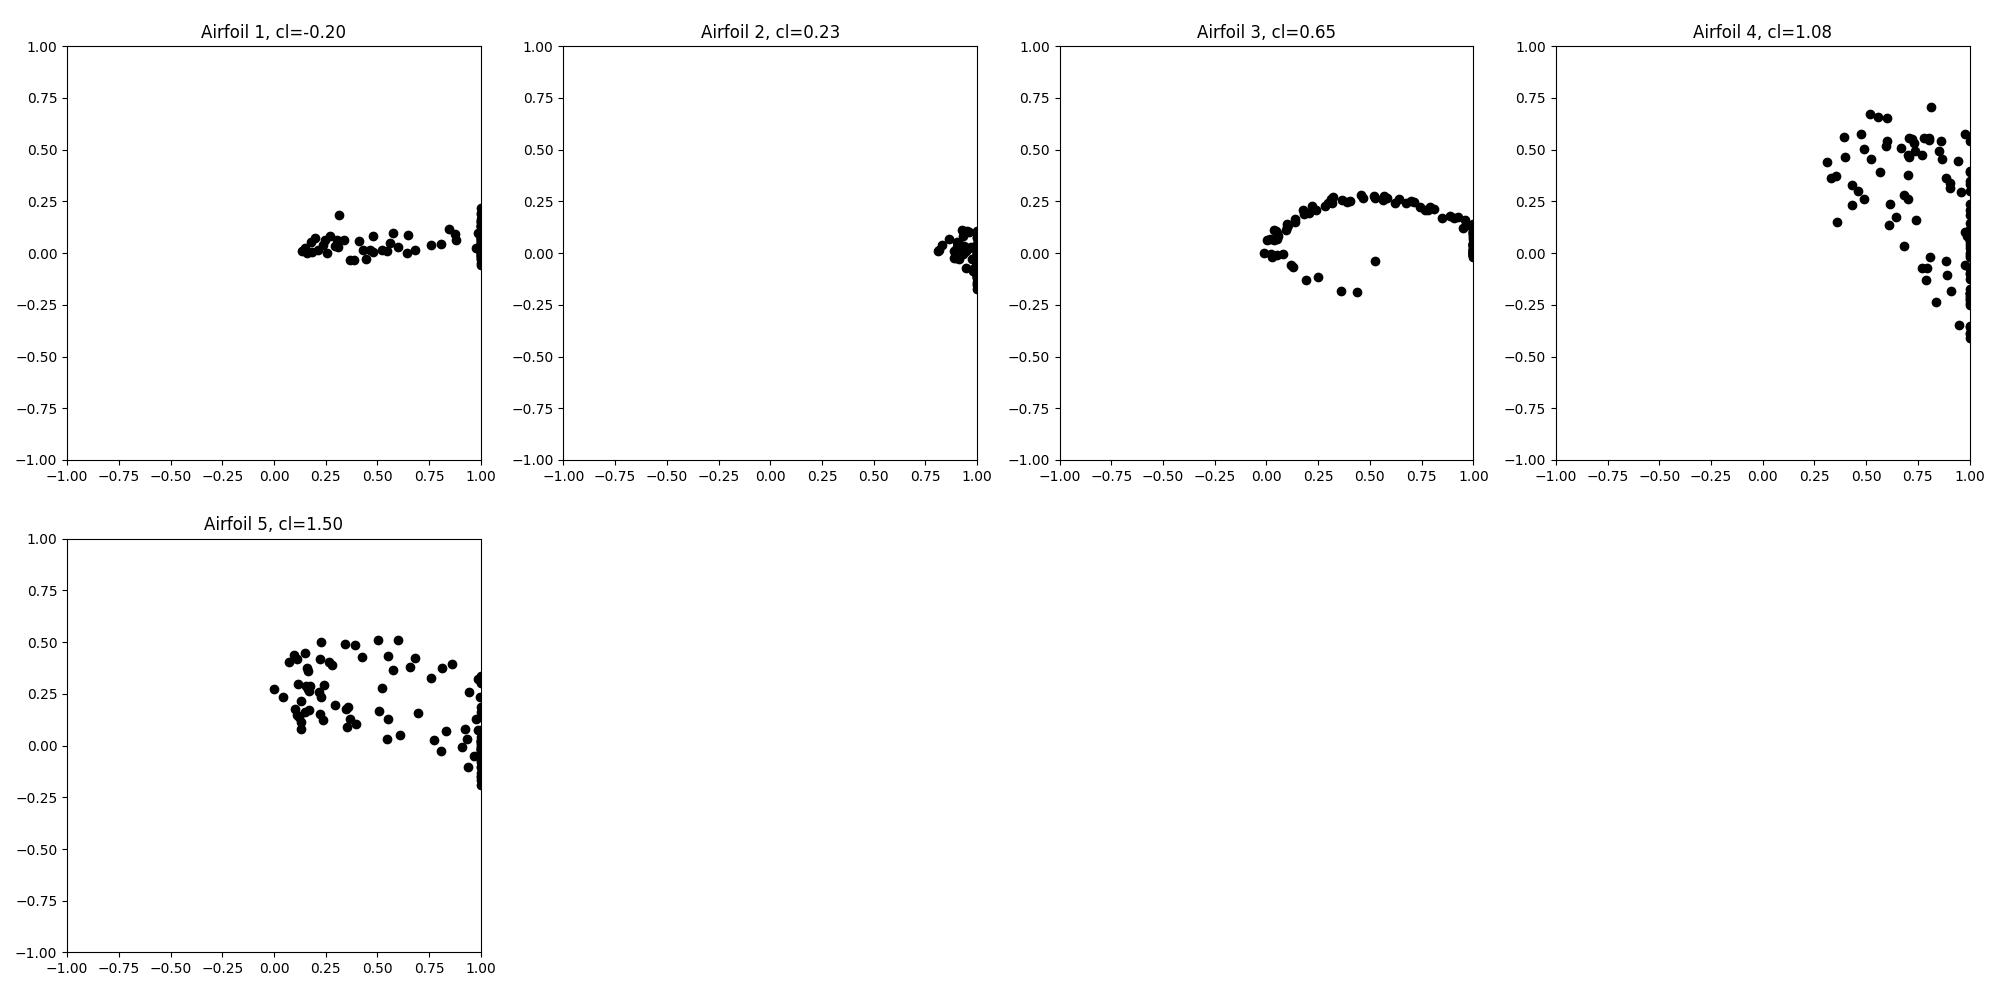 Airfoil 1, cl=-0.20
Airfoil 2, cl=0.23
Airfoil 3, cl=0.65
Airfoil 4, cl=1.08
1.00 1.00 1.00 1.00
0.75 0.75 0.75 0.75
0.50 0.50 0.50 0.50
0.25 0.25 0.25 0.25
0.00 0.00 0.00 0.00
−0.25 −0.25 −0.25 −0.25
−0.50 −0.50 −0.50 −0.50
−0.75 −0.75 −0.75 −0.75
−1.00 −1.00 −1.00 −1.00
−1.00 −0.75 −0.50 −0.25 0.00 0.25 0.50 0.75 1.00
−1.00 −0.75 −0.50 −0.25 0.00 0.25 0.50 0.75 1.00
−1.00 −0.75 −0.50 −0.25 0.00 0.25 0.50 0.75 1.00
−1.00 −0.75 −0.50 −0.25 0.00 0.25 0.50 0.75 1.00
Airfoil 5, cl=1.50
1.00
0.75
0.50
0.25
0.00
−0.25
−0.50
−0.75
−1.00
−1.00 −0.75 −0.50 −0.25 0.00 0.25 0.50 0.75 1.00